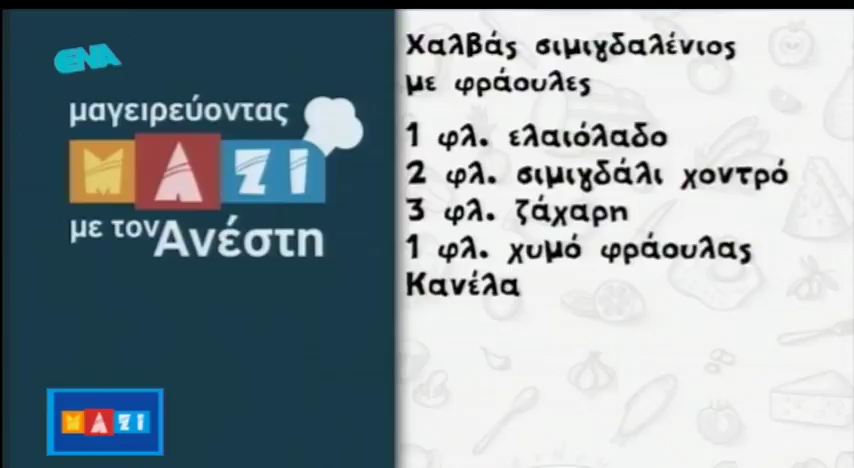 ENA
μαγειρεύοντας
ΜΑΖΙ
με τον Ανέστη
ΜΑΖΙ
Χαλβάς σιμιγδαλένιος
με φράουλες
1 φλ. ελαιόλαδο
2 φλ. σιμιγδάλι χοντρό
3 φλ. ζάχαρη
1 φλ. χυμό φράουλας
Κανέλα